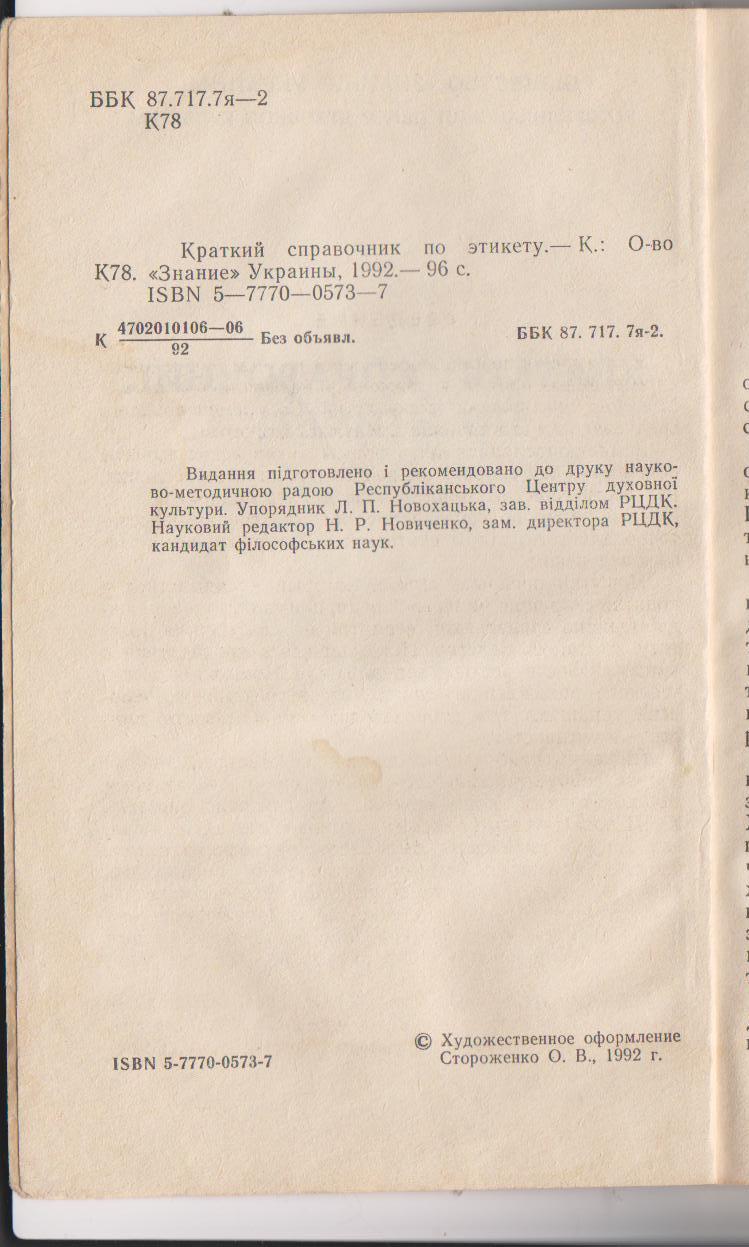 ББК 87.717.7я—2
К78
Краткий справочник по этикету.— К.: О-во
К78. «Знание» Украины, 1992.— 96 с.
ISBN 5—7770—0573—7
К 4702010106—06 Без объявл.
92
ББК 87. 717. 7я-2.
Видання підготовлено і рекомендовано до друку науко-
во-методичною радою Республіканського Центру духовної
культури. Упорядник Л. П. Новохацька, зав. відділом РЦДК.
Науковий редактор Н. Р. Новиченко, зам. директора РЦДК,
кандидат філософських наук.
ISBN 5-7770-0573-7
© Художественное оформление
Стороженко О. В., 1992 г.